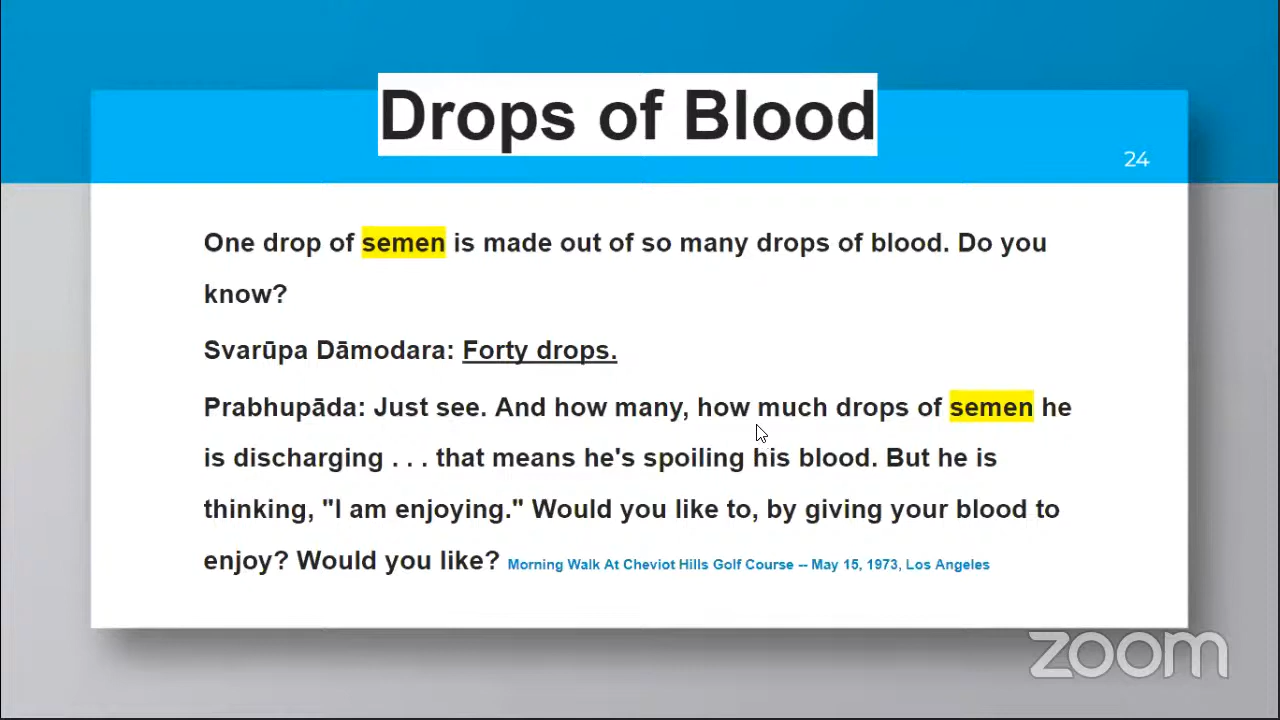 Drops of Blood
24
One drop of semen is made out of so many drops of blood. Do you
know?
Svarūpa Dāmodara: Forty drops.
Prabhupāda: Just see. And how many, how much drops of semen he
is discharging . . . that means he's spoiling his blood. But he is
thinking, "I am enjoying." Would you like to, by giving your blood to
enjoy? Would you like? Morning Walk At Cheviot Hills Golf Course -- May 15, 1973, Los Angeles
zoom